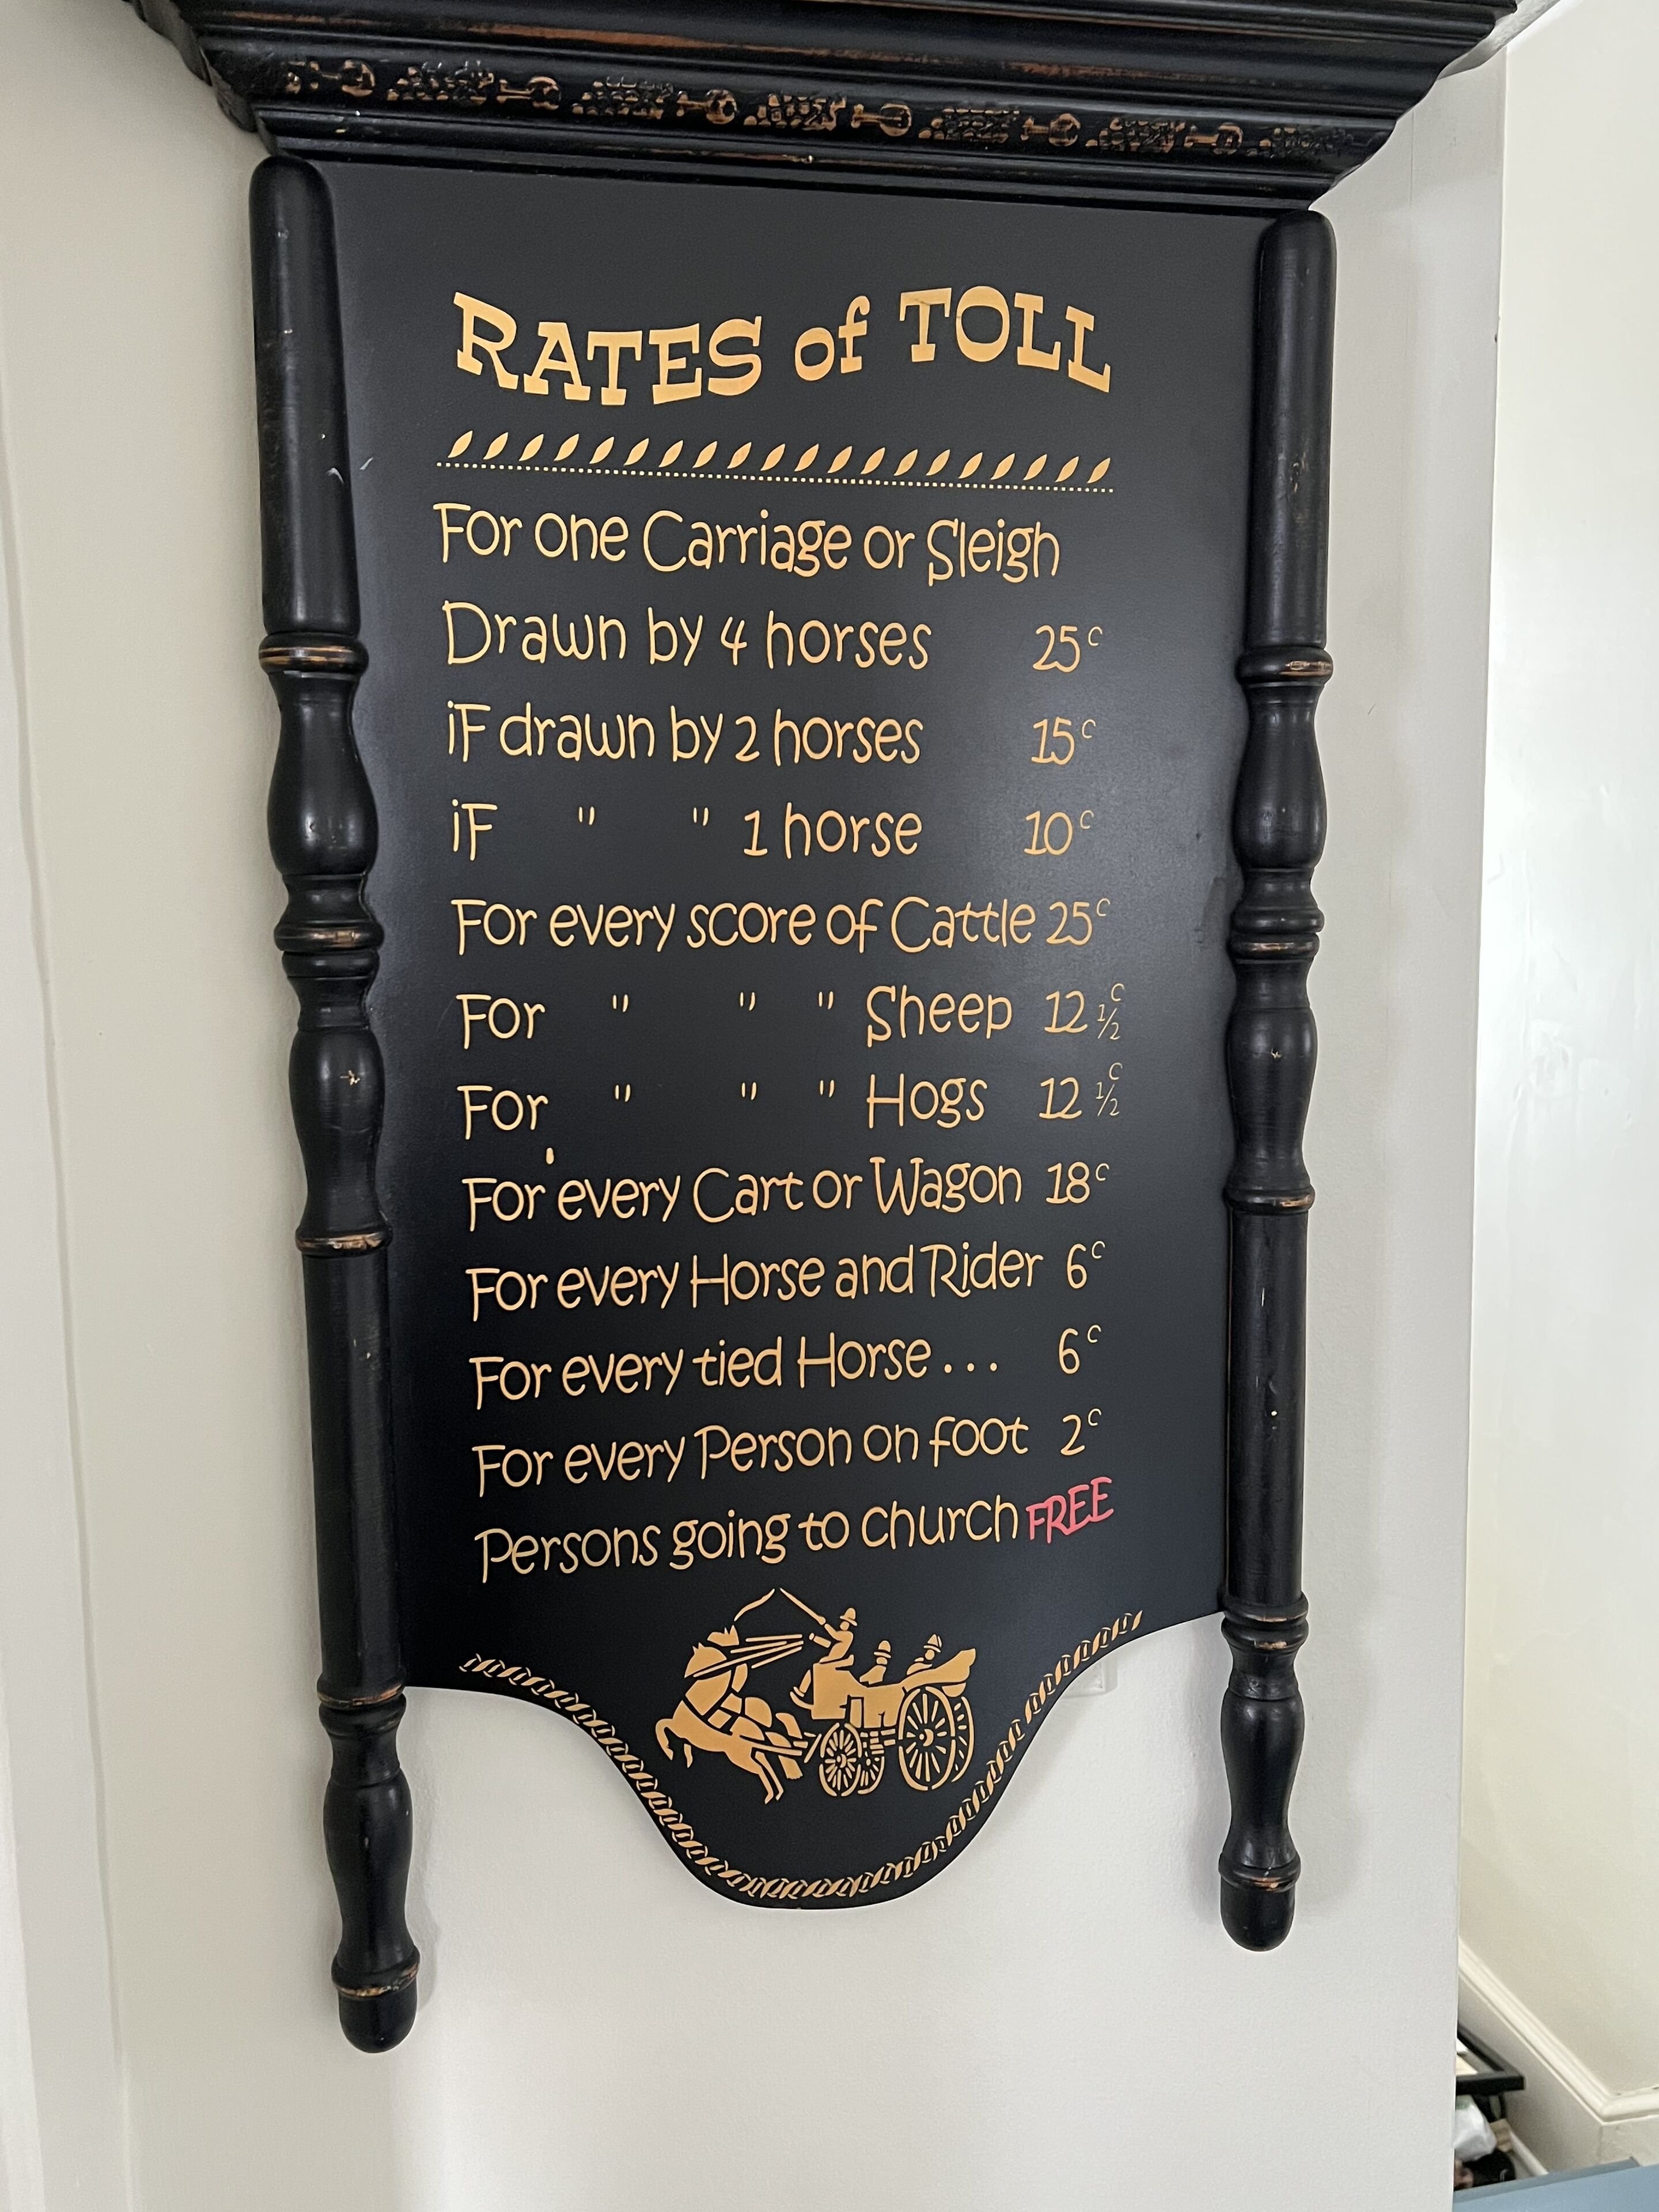 RATES of TOLL
For one Carriage or Sleigh
Drawn by 4 horses 25c
iF drawn by 2 horses 15c
iF " " 1 horse 10c
For every score of Cattle 25c
For " " " Sheep 12 1/2 c
For " " " Hogs 12 1/2 c
For every Cart or Wagon 18c
For every Horse and Rider 6c
For every tied Horse... 6c
For every Person on foot 2c
Persons going to church FREE